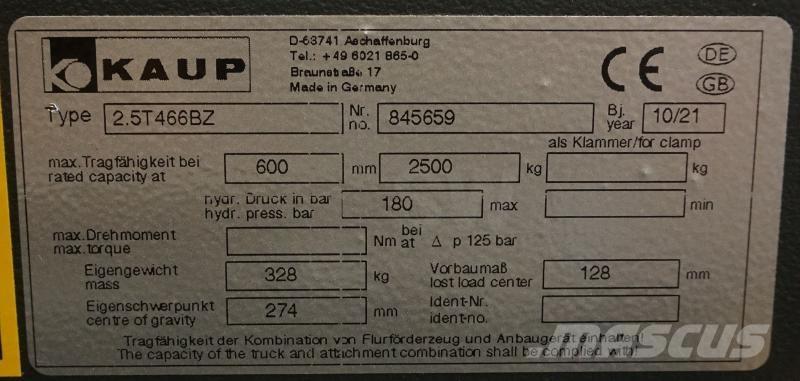 KAUP
D-63741 Aschaffenburg
Tel.: +49 6021 865-0
Braunstraße 17
Made in Germany
CE
DE
GB
Type 2.5T466BZ Nr. no. 845659 Bj. year 10/21
als Klammer/for clamp
max.Tragfähigkeit bei
rated capacity at 600 mm 2500 kg kg
hydr. Druck in bar
hydr. press. bar 180 max min
max.Drehmoment
max.torque Nm bei at Δ p 125 bar
Eigengewicht
mass 328 kg
Vorbaumaß
lost load center 128 mm
Eigenschwerpunkt
centre of gravity 274 mm
Ident-Nr.
ident-no.
Tragfähigkeit der Kombination von Flurförderzeug und Anbaugerät einhalten!
The capacity of the truck and attachment combination shall be complied with!
mascus